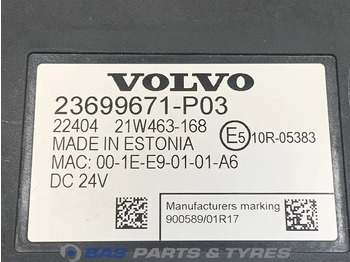 VOLVO
23699671-P03
22404 21W463-168
E5 10R-05383
MADE IN ESTONIA
MAC: 00-1E-E9-01-01-A6
DC 24V
Manufacturers marking
900589/01R17
BAS PARTS & TYRES